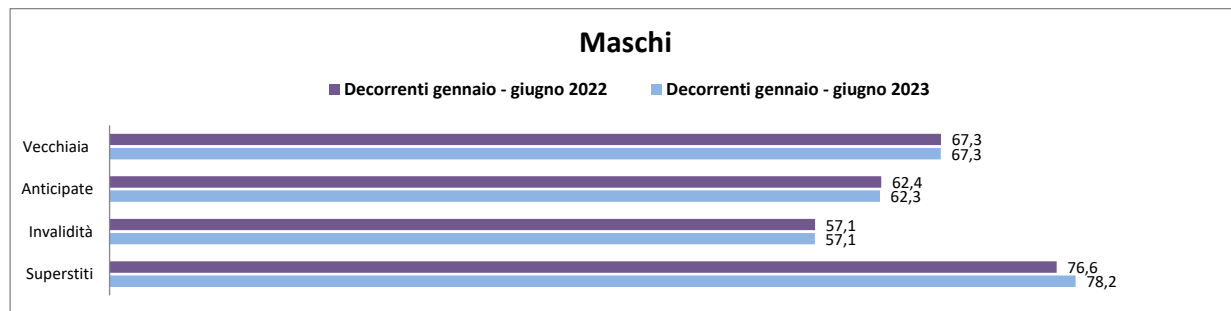 Maschi
Decorrenti gennaio - giugno 2022 Decorrenti gennaio - giugno 2023
Vecchiaia 67,3
67,3
Anticipate 62,4
62,3
Invalidità 57,1
57,1
Superstiti 76,6
78,2